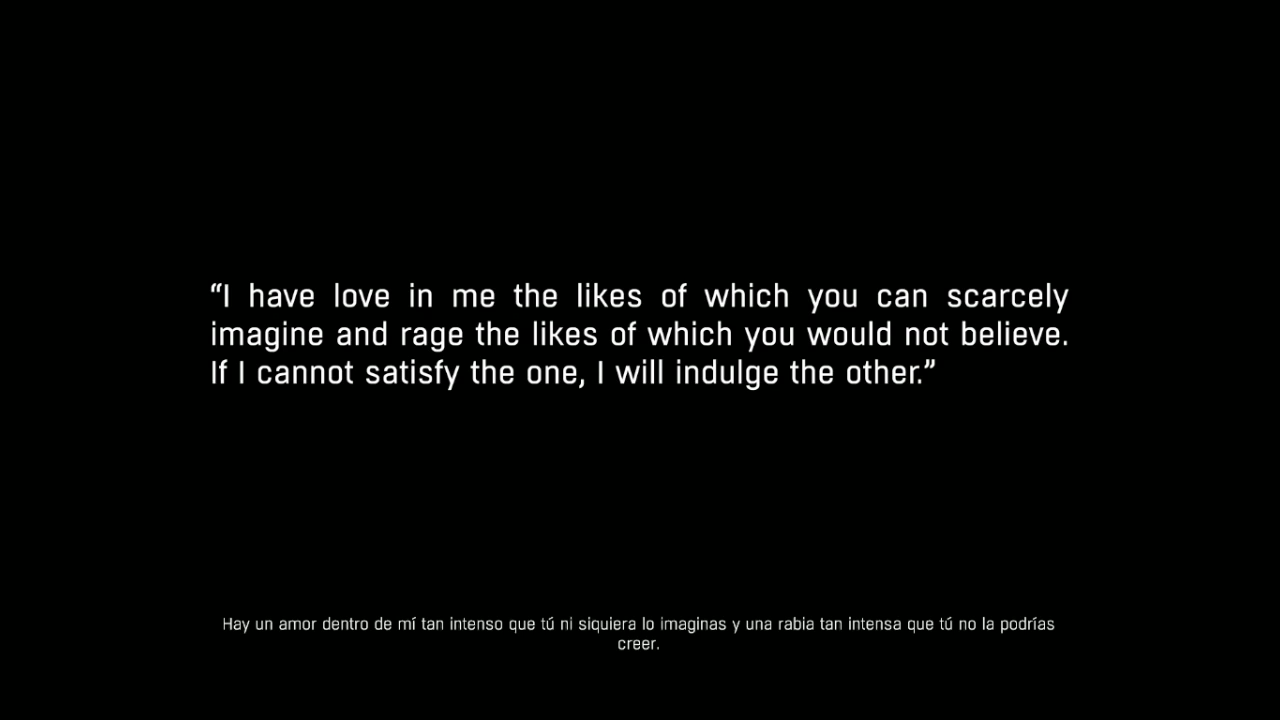 “I have love in me the likes of which you can scarcely
imagine and rage the likes of which you would not believe.
If I cannot satisfy the one, I will indulge the other.”
Hay un amor dentro de mí tan intenso que tú ni siquiera lo imaginas y una rabia tan intensa que tú no la podrías
creer.